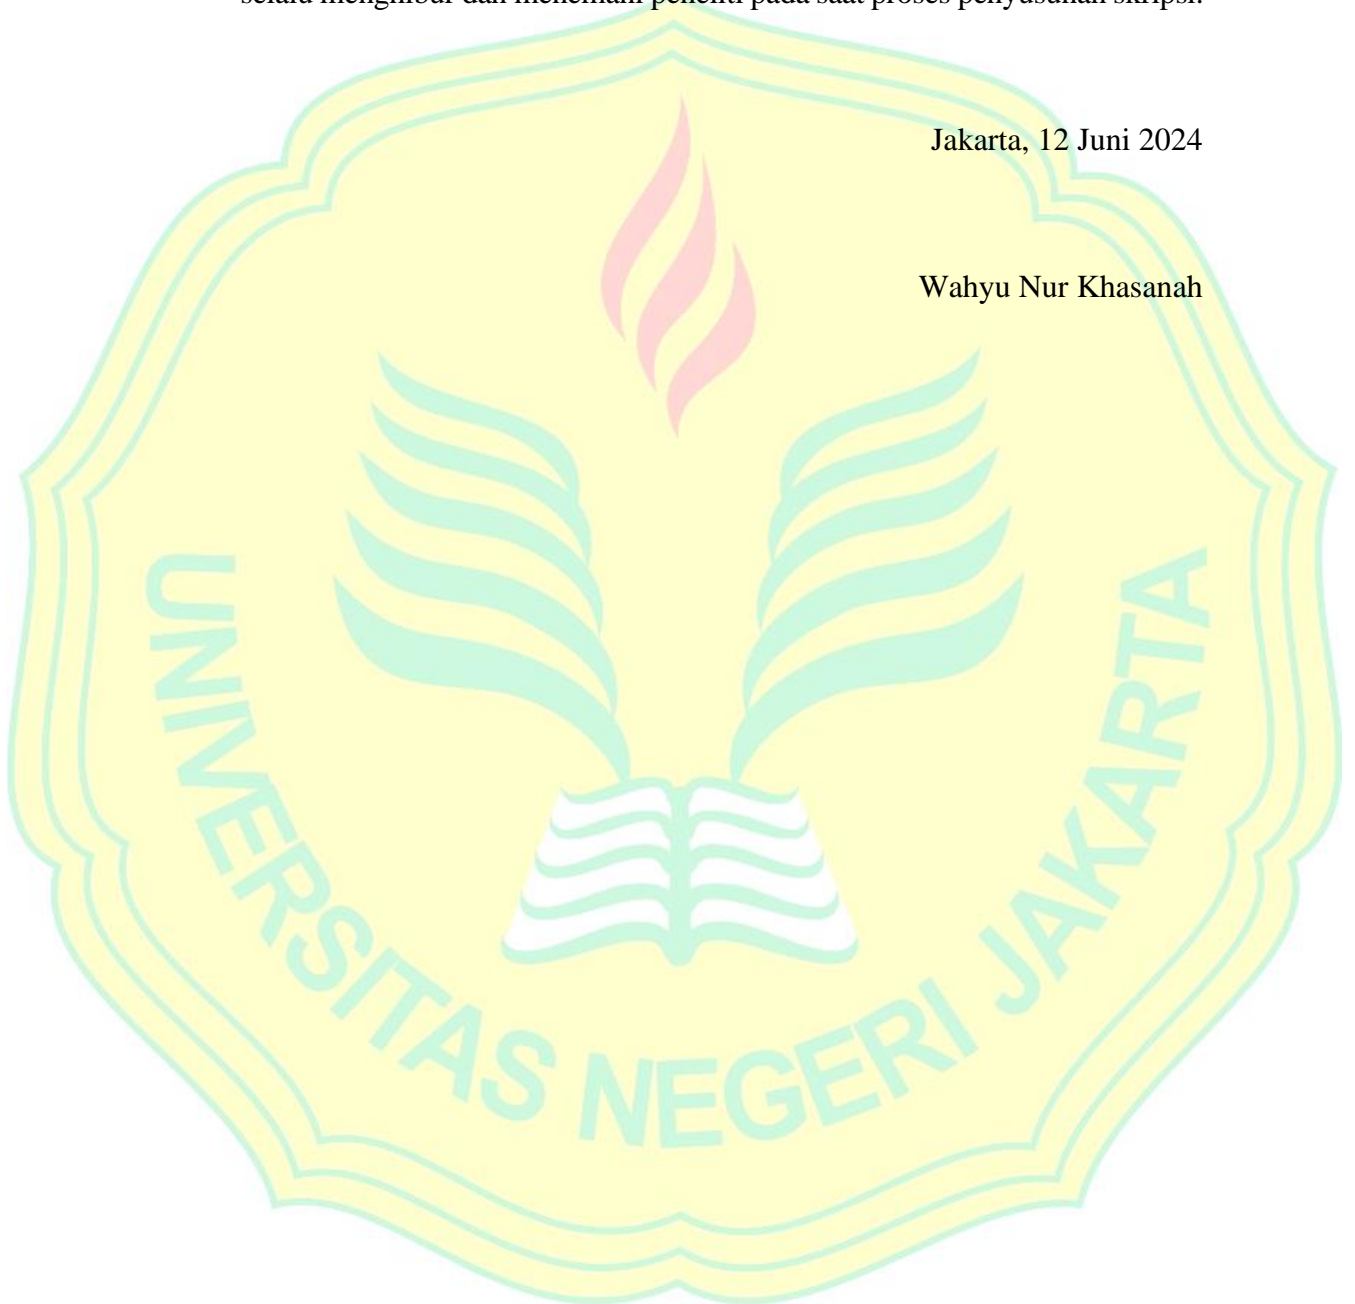 selalu menghibur dan menemani peneliti pada saat proses penyusunan skripsi.
Jakarta, 12 Juni 2024
Wahyu Nur Khasanah
UNIVERSITAS NEGERI JAKARTA